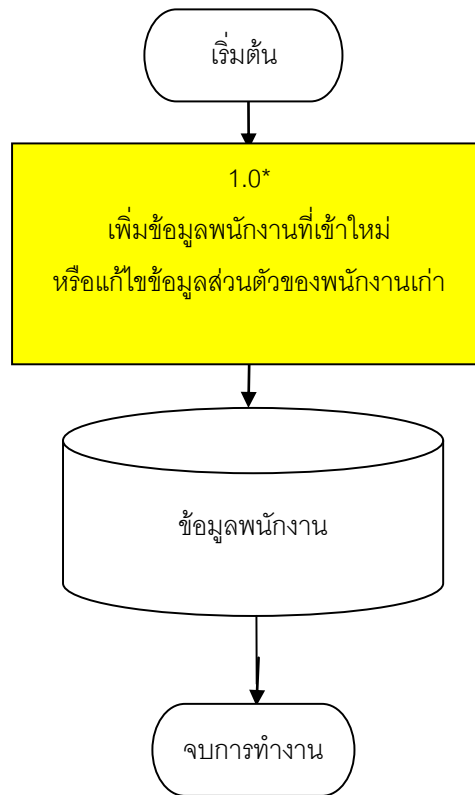 เริ่มต้น
1.0*
เพิ่มข้อมูลพนักงานที่เข้าใหม่
หรือแก้ไขข้อมูลส่วนตัวของพนักงานเก่า
ข้อมูลพนักงาน
จบการทำงาน